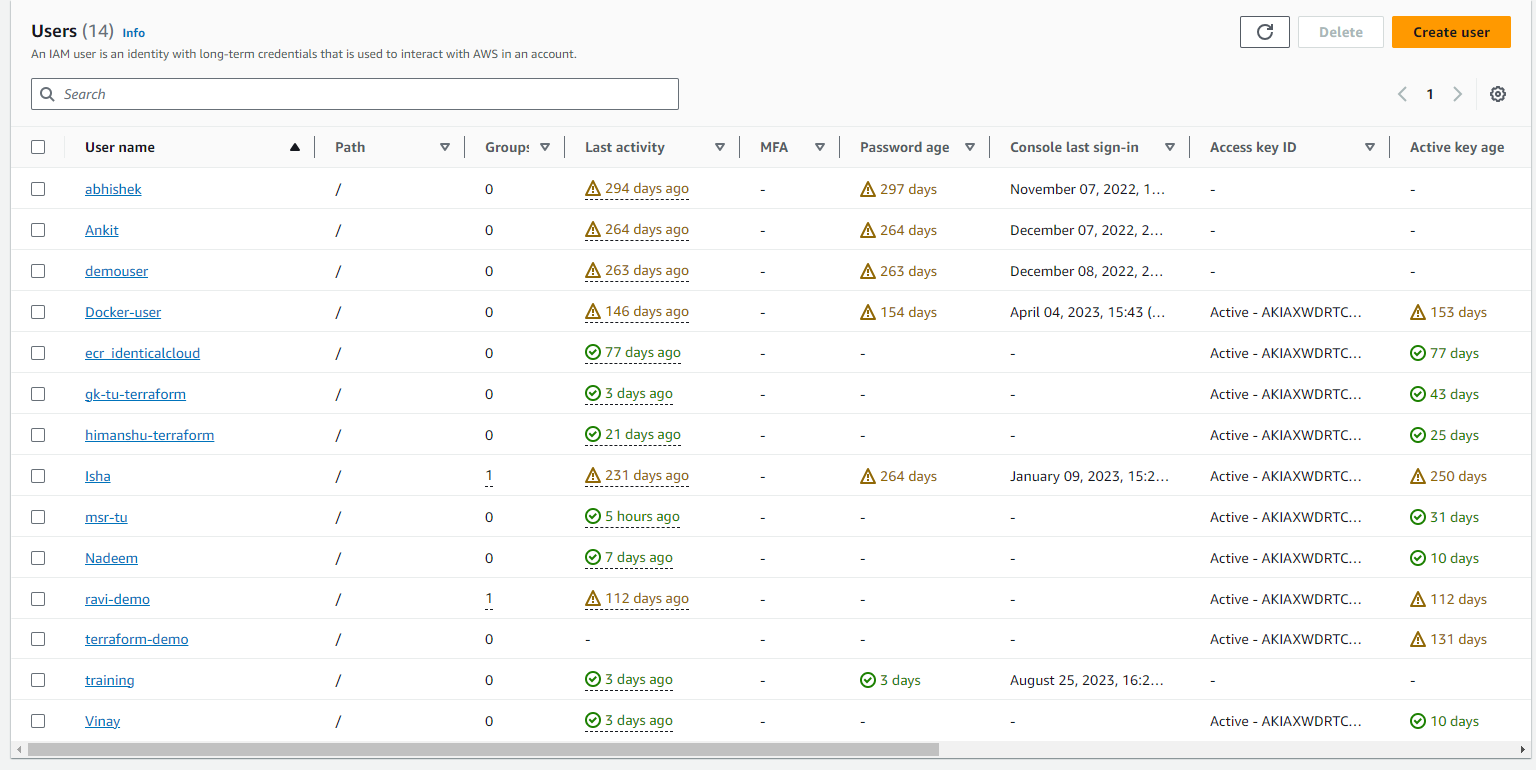 Users (14) Info
An IAM user is an identity with long-term credentials that is used to interact with AWS in an account.
Delete
Create user
Search
1
User name Path Groups Last activity MFA Password age Console last sign-in Access key ID Active key age
abhishek / 0 294 days ago - 297 days November 07, 2022, 1... - -
Ankit / 0 264 days ago - 264 days December 07, 2022, 2... - -
demouser / 0 263 days ago - 263 days December 08, 2022, 2... - -
Docker-user / 0 146 days ago - 154 days April 04, 2023, 15:43 (... Active - AKIAXWDRTC... 153 days
ecr_identicalcloud / 0 77 days ago - - - Active - AKIAXWDRTC... 77 days
gk-tu-terraform / 0 3 days ago - - - Active - AKIAXWDRTC... 43 days
himanshu-terraform / 0 21 days ago - - - Active - AKIAXWDRTC... 25 days
Isha / 1 231 days ago - 264 days January 09, 2023, 15:2... Active - AKIAXWDRTC... 250 days
msr-tu / 0 5 hours ago - - - Active - AKIAXWDRTC... 31 days
Nadeem / 0 7 days ago - - - Active - AKIAXWDRTC... 10 days
ravi-demo / 1 112 days ago - - - Active - AKIAXWDRTC... 112 days
terraform-demo / 0 - - - - Active - AKIAXWDRTC... 131 days
training / 0 3 days ago - 3 days August 25, 2023, 16:2... - -
Vinay / 0 3 days ago - - - Active - AKIAXWDRTC... 10 days